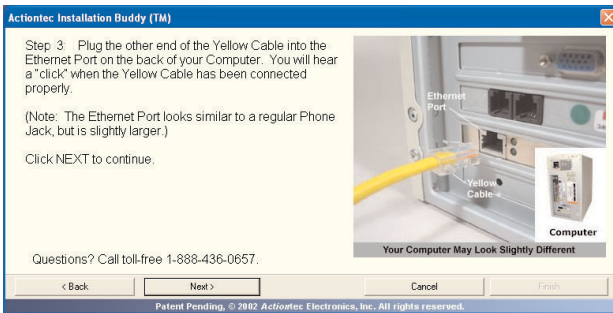 Actiontec Installation Buddy (TM)
Step 3: Plug the other end of the Yellow Cable into the
Ethernet Port on the back of your Computer. You will hear
a "click" when the Yellow Cable has been connected
properly.
(Note: The Ethernet Port looks similar to a regular Phone
Jack, but is slightly larger.)
Click NEXT to continue.
Questions? Call toll-free 1-888-436-0657.
Ethernet
Port
Yellow
Cable
Computer
Your Computer May Look Slightly Different
< Back
Next >
Cancel
Finish
Patent Pending, © 2002 Actiontec Electronics, Inc. All rights reserved.